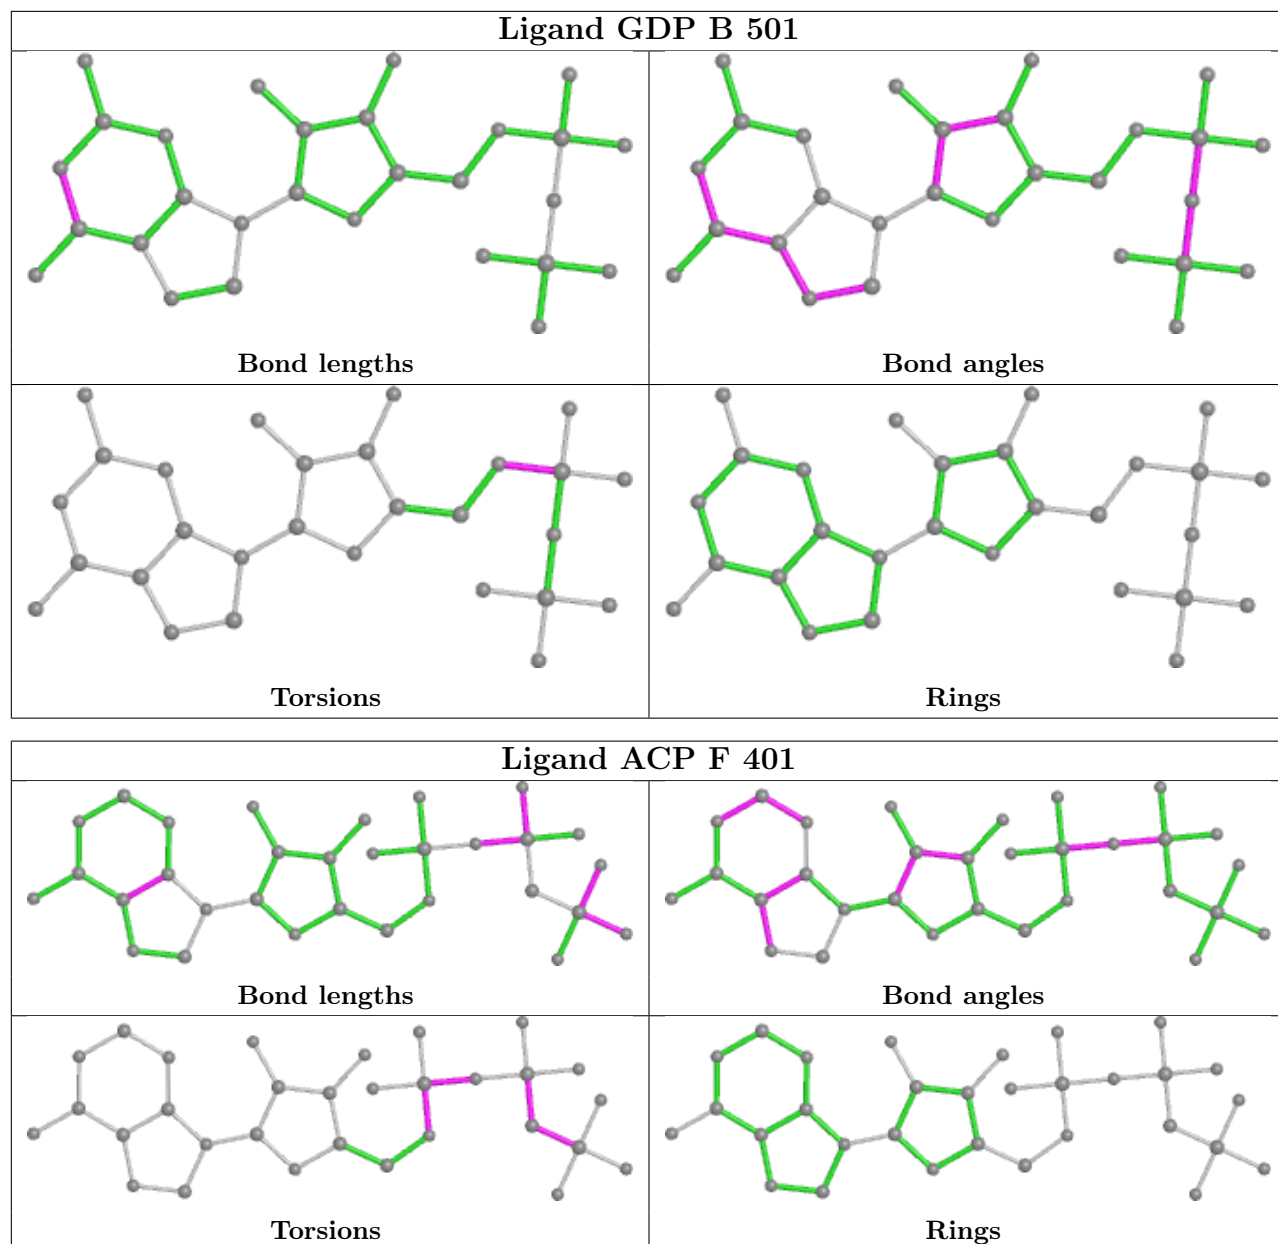 Ligand GDP B 501
Bond lengths
Bond angles
Torsions
Rings
Ligand ACP F 401
Bond lengths
Bond angles
Torsions
Rings